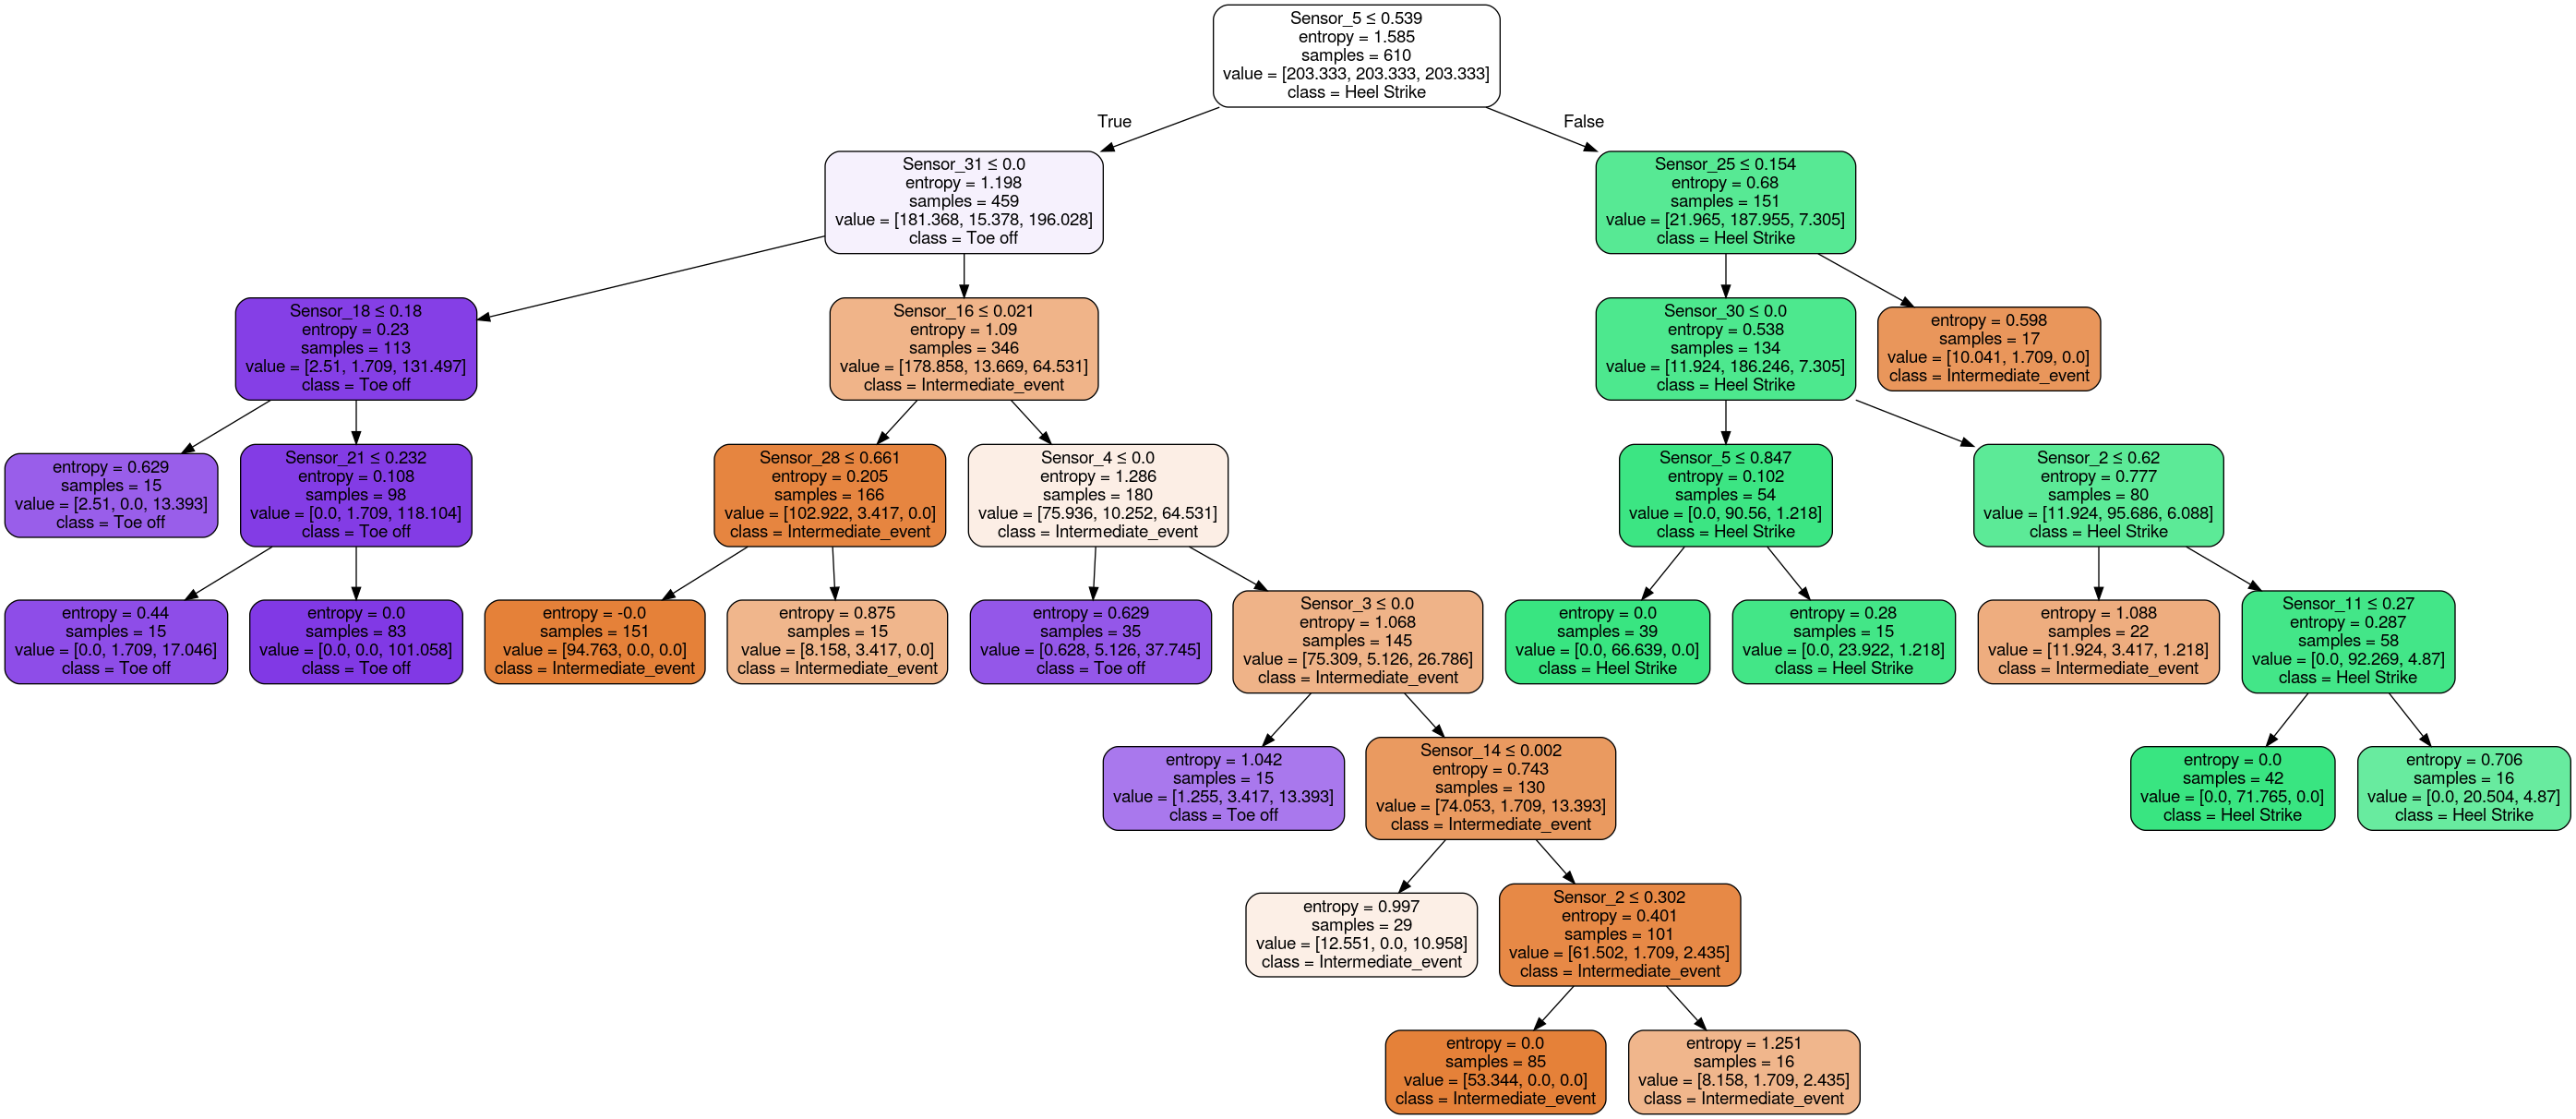 Sensor_5 ≤ 0.539
entropy = 1.585
samples = 610
value = [203.333, 203.333, 203.333]
class = Heel Strike
True
False
Sensor_31 ≤ 0.0
entropy = 1.198
samples = 459
value = [181.368, 15.378, 196.028]
class = Toe off
Sensor_25 ≤ 0.154
entropy = 0.68
samples = 151
value = [21.965, 187.955, 7.305]
class = Heel Strike
Sensor_18 ≤ 0.18
entropy = 0.23
samples = 113
value = [2.51, 1.709, 131.497]
class = Toe off
Sensor_16 ≤ 0.021
entropy = 1.09
samples = 346
value = [178.858, 13.669, 64.531]
class = Intermediate_event
Sensor_30 ≤ 0.0
entropy = 0.538
samples = 134
value = [11.924, 186.246, 7.305]
class = Heel Strike
entropy = 0.598
samples = 17
value = [10.041, 1.709, 0.0]
class = Intermediate_event
entropy = 0.629
samples = 15
value = [2.51, 0.0, 13.393]
class = Toe off
Sensor_21 ≤ 0.232
entropy = 0.108
samples = 98
value = [0.0, 1.709, 118.104]
class = Toe off
Sensor_28 ≤ 0.661
entropy = 0.205
samples = 166
value = [102.922, 3.417, 0.0]
class = Intermediate_event
Sensor_4 ≤ 0.0
entropy = 1.286
samples = 180
value = [75.936, 10.252, 64.531]
class = Intermediate_event
Sensor_5 ≤ 0.847
entropy = 0.102
samples = 54
value = [0.0, 90.56, 1.218]
class = Heel Strike
Sensor_2 ≤ 0.62
entropy = 0.777
samples = 80
value = [11.924, 95.686, 6.088]
class = Heel Strike
entropy = 0.44
samples = 15
value = [0.0, 1.709, 17.046]
class = Toe off
entropy = 0.0
samples = 83
value = [0.0, 0.0, 101.058]
class = Toe off
entropy = -0.0
samples = 151
value = [94.763, 0.0, 0.0]
class = Intermediate_event
entropy = 0.875
samples = 15
value = [8.158, 3.417, 0.0]
class = Intermediate_event
entropy = 0.629
samples = 35
value = [0.628, 5.126, 37.745]
class = Toe off
Sensor_3 ≤ 0.0
entropy = 1.068
samples = 145
value = [75.309, 5.126, 26.786]
class = Intermediate_event
entropy = 0.0
samples = 39
value = [0.0, 66.639, 0.0]
class = Heel Strike
entropy = 0.28
samples = 15
value = [0.0, 23.922, 1.218]
class = Heel Strike
entropy = 1.088
samples = 22
value = [11.924, 3.417, 1.218]
class = Intermediate_event
Sensor_11 ≤ 0.27
entropy = 0.287
samples = 58
value = [0.0, 92.269, 4.87]
class = Heel Strike
entropy = 1.042
samples = 15
value = [1.255, 3.417, 13.393]
class = Toe off
Sensor_14 ≤ 0.002
entropy = 0.743
samples = 130
value = [74.053, 1.709, 13.393]
class = Intermediate_event
entropy = 0.0
samples = 42
value = [0.0, 71.765, 0.0]
class = Heel Strike
entropy = 0.706
samples = 16
value = [0.0, 20.504, 4.87]
class = Heel Strike
entropy = 0.997
samples = 29
value = [12.551, 0.0, 10.958]
class = Intermediate_event
Sensor_2 ≤ 0.302
entropy = 0.401
samples = 101
value = [61.502, 1.709, 2.435]
class = Intermediate_event
entropy = 0.0
samples = 85
value = [53.344, 0.0, 0.0]
class = Intermediate_event
entropy = 1.251
samples = 16
value = [8.158, 1.709, 2.435]
class = Intermediate_event